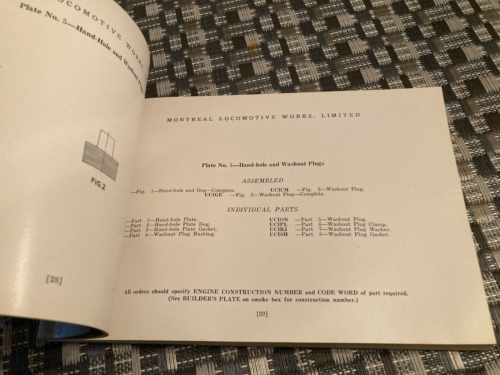 LOCOMOTIVE WORKS,
Plate No. 5—Hand-Hole and Washout
FIG 2
[28]
MONTREAL LOCOMOTIVE WORKS, LIMITED
Plate No. 5—Hand-hole and Washout Plugs
ASSEMBLED
—Fig. 1—Hand-hole and Dog—Complete.
UCICM —Fig. 2—Washout Plug.
UCIGE —Fig. 3—Washout Plug—Complete.
INDIVIDUAL PARTS
—Part 1—Hand-hole Plate.
UCION —Part 5—Washout Plug.
—Part 2—Hand-hole Plate Dog.
UCIPL —Part 6—Washout Plug Clamp.
—Part 3—Hand-hole Plate Gasket.
UCIRJ —Part 7—Washout Plug Washer.
—Part 4—Washout Plug Bushing.
UCISH —Part 8—Washout Plug Gasket.
All orders should specify ENGINE CONSTRUCTION NUMBER and CODE WORD of part required.
(See BUILDER'S PLATE on smoke box for construction number.)
[29]